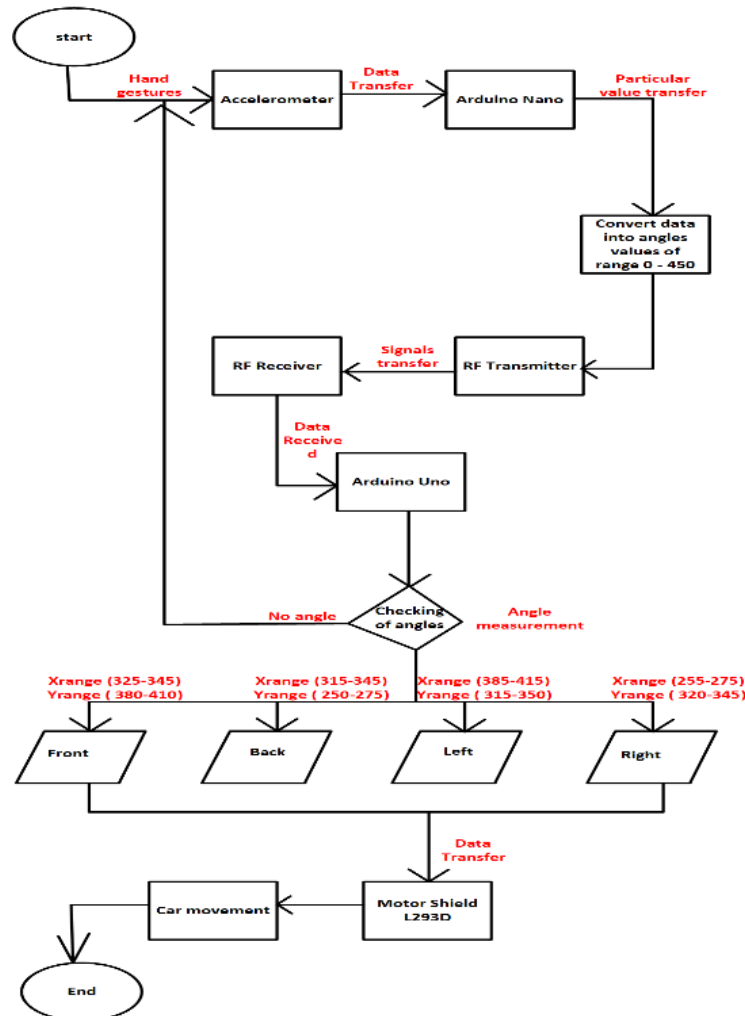 start
Hand
gestures
Accelerometer
Data
Transfer
Arduino Nano
Particular
value transfer
Convert data
into angles
values of
range 0 - 450
RF Receiver
Signals
transfer
RF Transmitter
Data
Receive
d
Arduino Uno
No angle
Checking
of angles
Angle
measurement
Xrange (325-345)
Yrange ( 380-410)
Xrange (315-345)
Yrange ( 250-275)
Xrange (385-415)
Yrange ( 315-350)
Xrange (255-275)
Yrange ( 320-345)
Front
Back
Left
Right
Data
Transfer
Car movement
Motor Shield
L293D
End